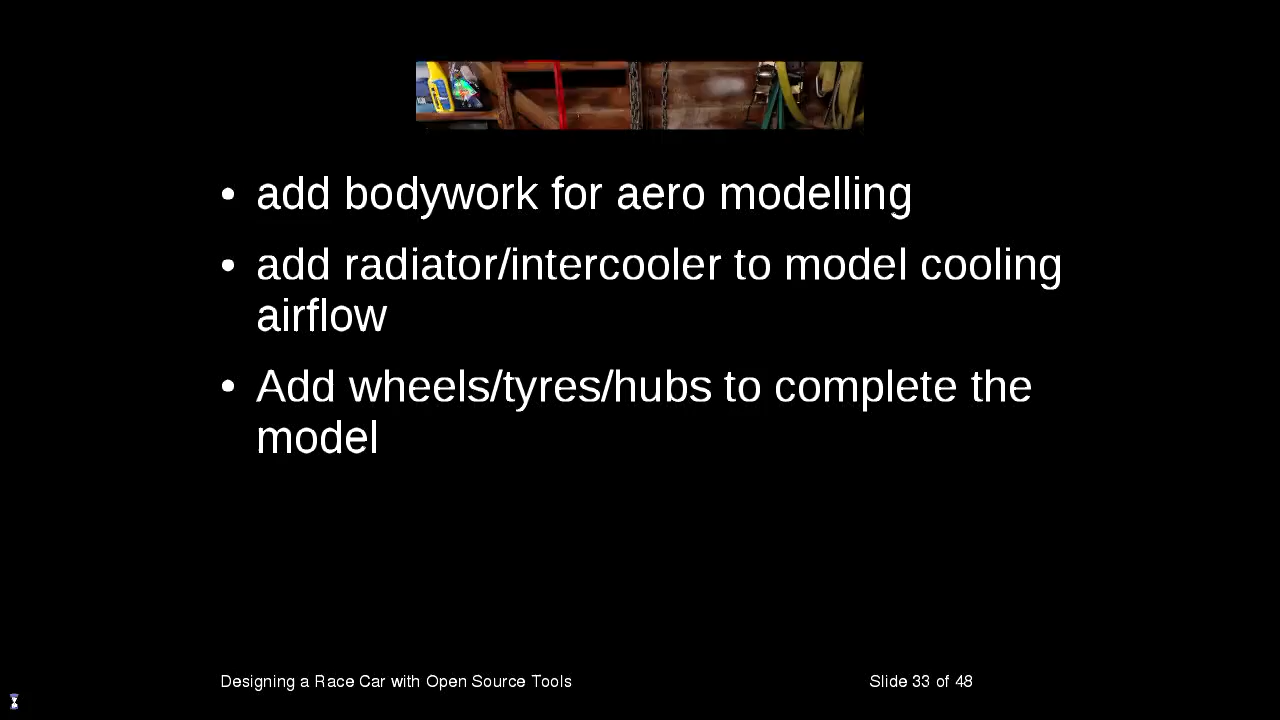 • add bodywork for aero modelling
• add radiator/intercooler to model cooling
airflow
• Add wheels/tyres/hubs to complete the
model
Designing a Race Car with Open Source Tools
Slide 33 of 48